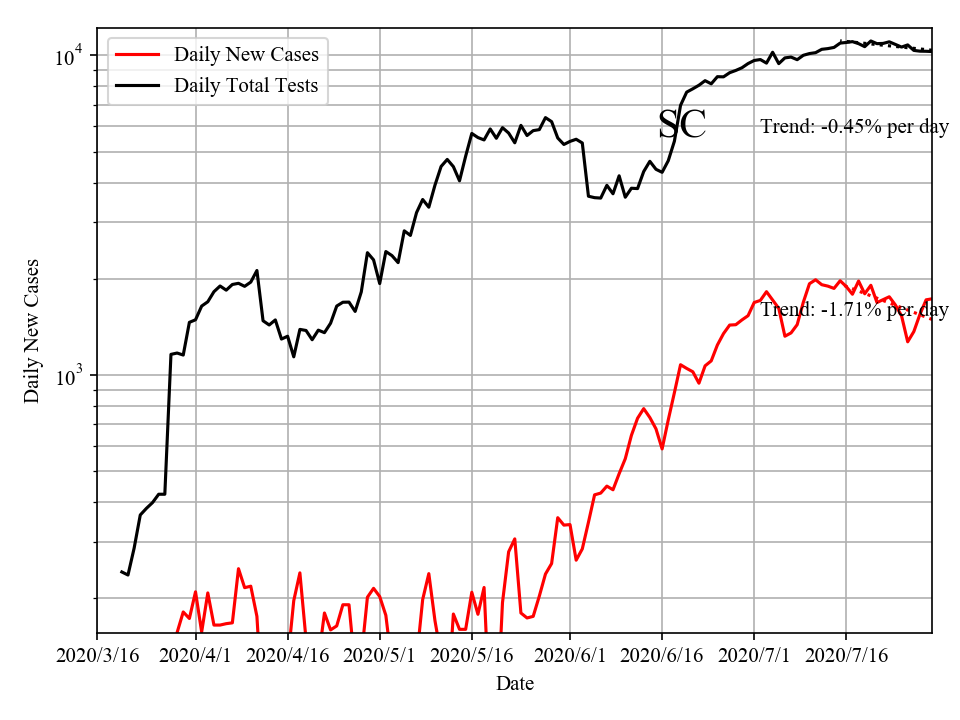 Daily New Cases
Daily Total Tests
SC
Trend: -0.45% per day
Trend: -1.71% per day
10^4
10^3
Daily New Cases
2020/3/16 2020/4/1 2020/4/16 2020/5/1 2020/5/16 2020/6/1 2020/6/16 2020/7/1 2020/7/16
Date